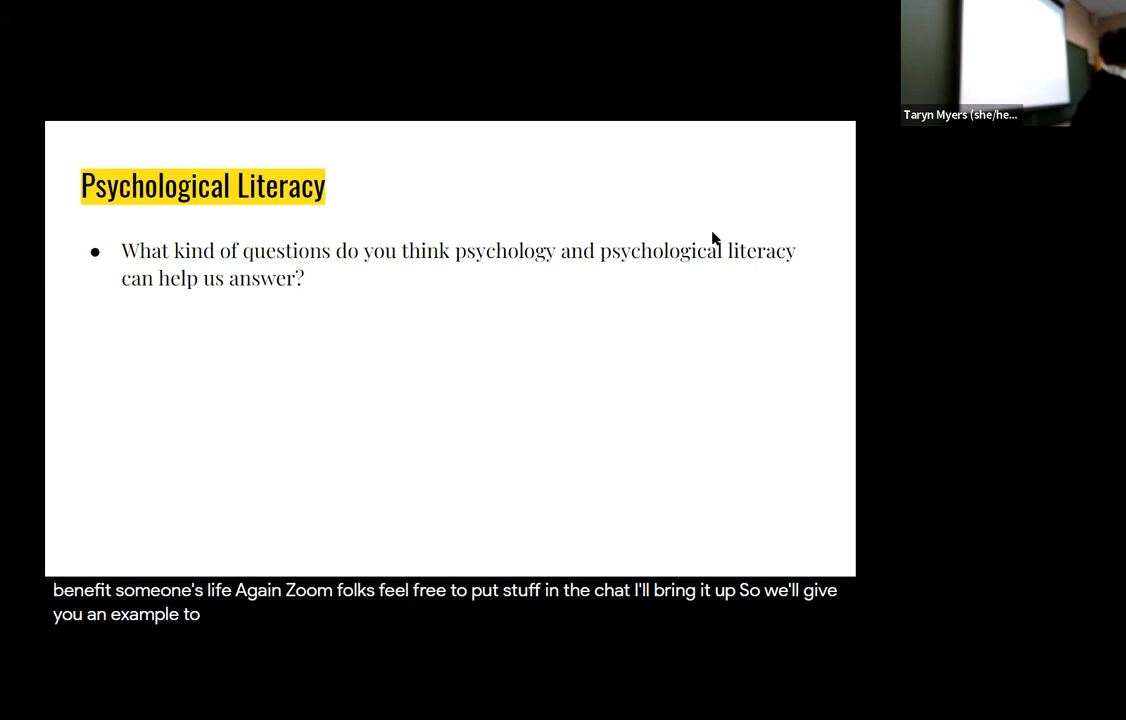 Taryn Myers (she/he...
Psychological Literacy
● What kind of questions do you think psychology and psychological literacy
can help us answer?
benefit someone's life Again Zoom folks feel free to put stuff in the chat I'll bring it up So we'll give
you an example to